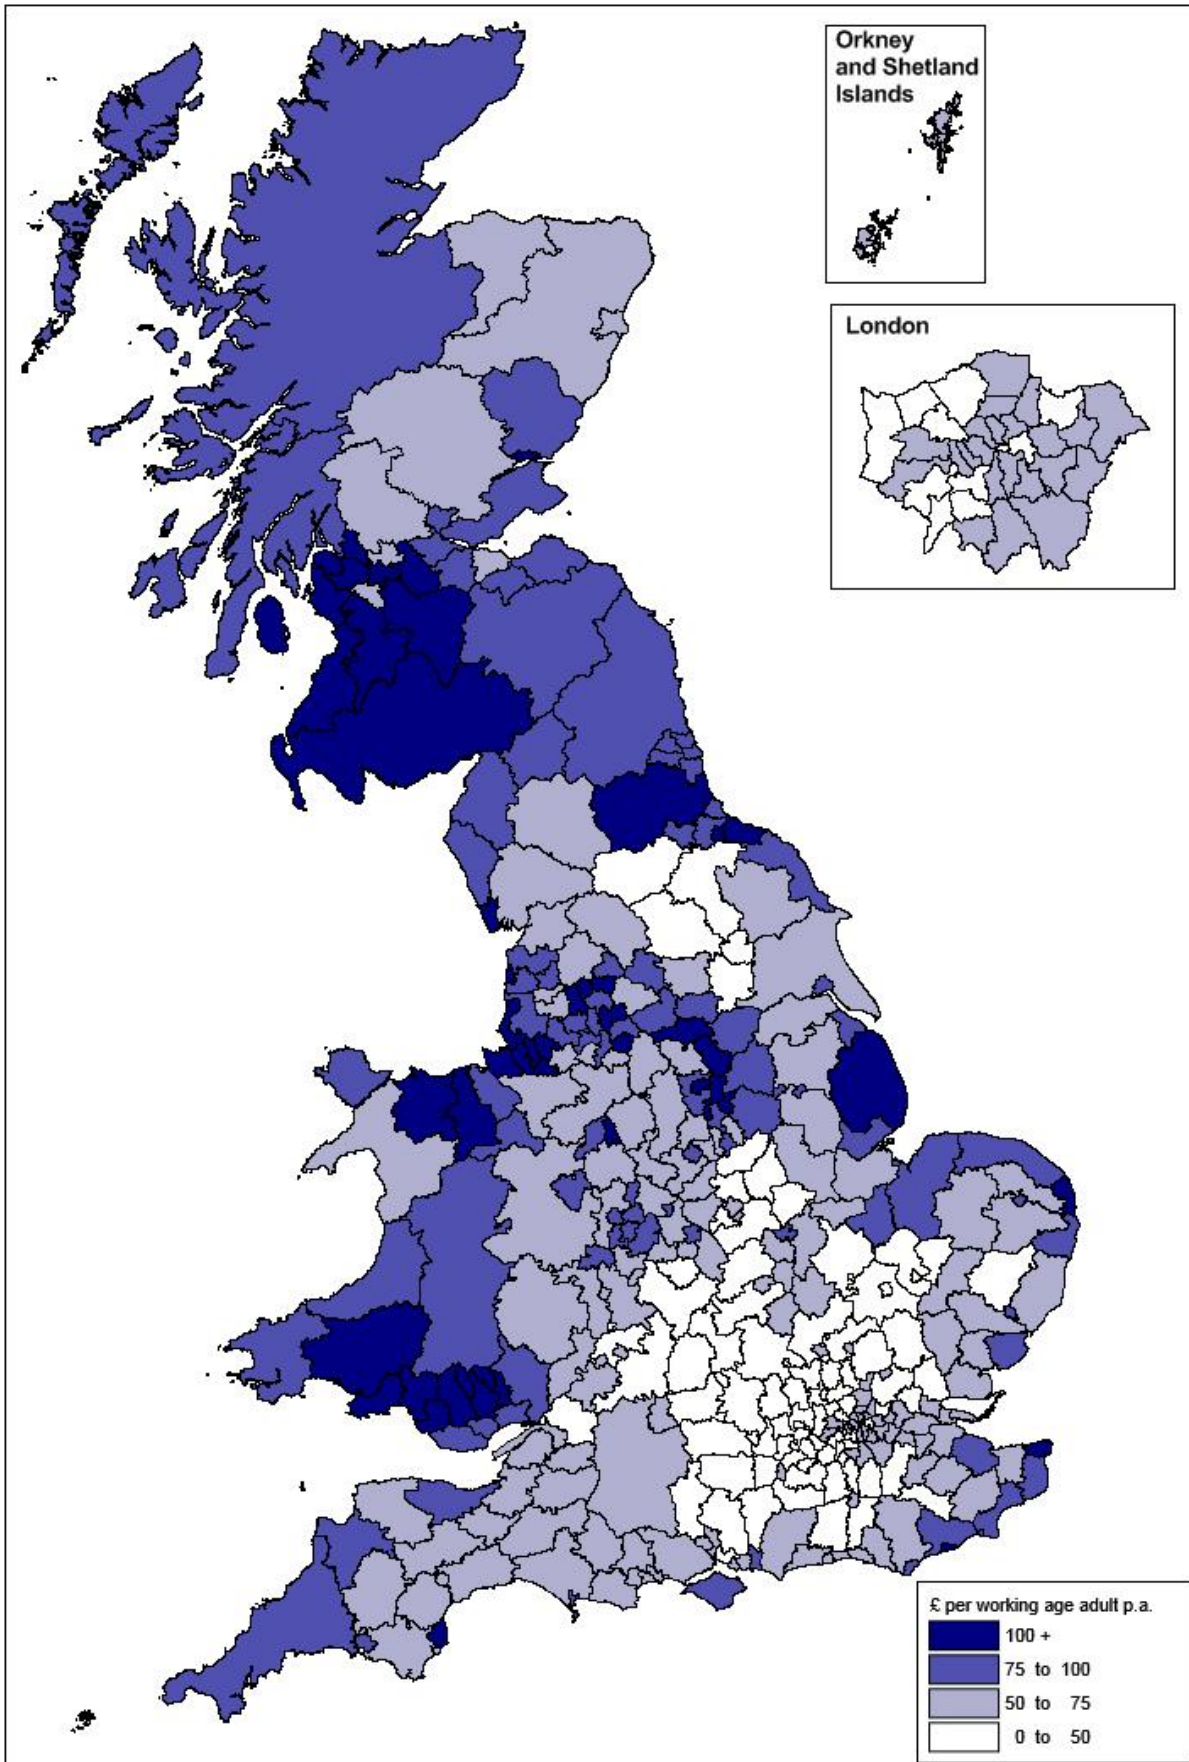 Orkney
and Shetland
Islands
London
£ per working age adult p.a.
100 +
75 to 100
50 to 75
0 to 50